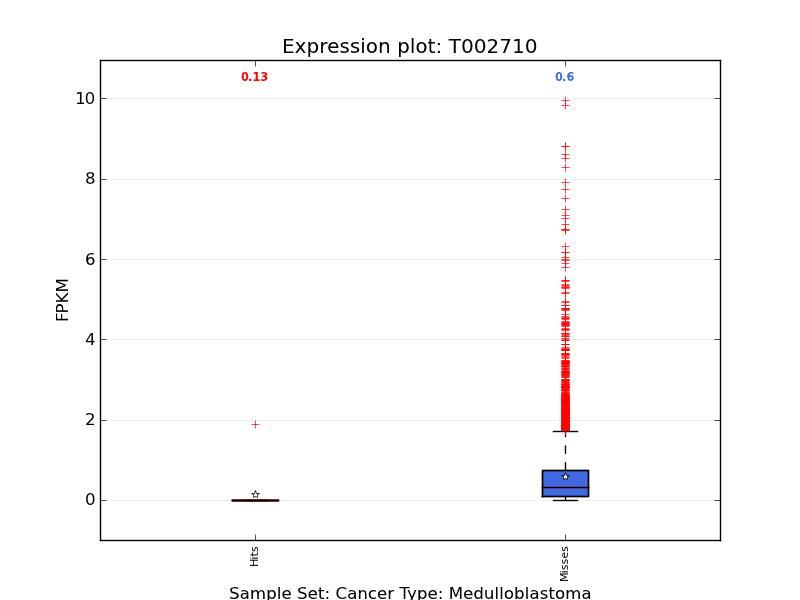 Expression plot: T002710
0.13
0.6
10
8
6
4
2
0
FPKM
Hits
Misses
Sample Set: Cancer Type: Medulloblastoma